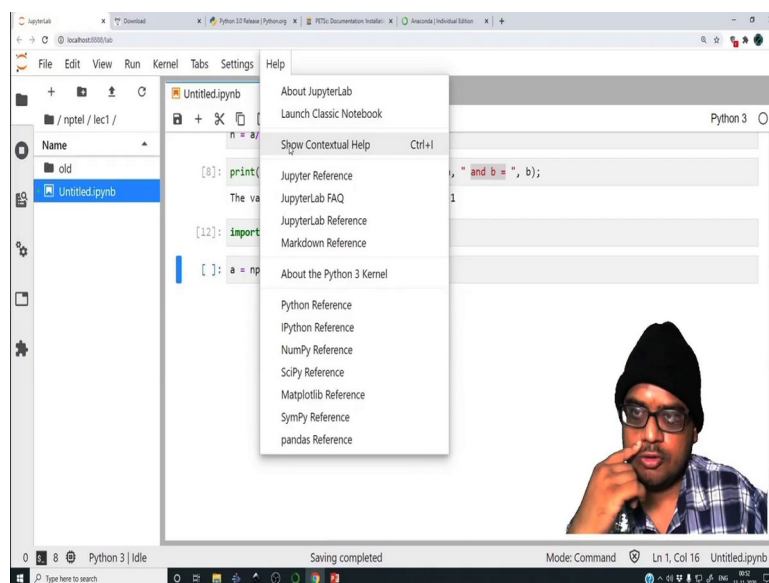 JupyterLab
Download
Python 3.0 Release | Python.org
PETSc: Documentation: Installati
Anaconda | Individual Edition
localhost:8888/lab
File Edit View Run Kernel Tabs Settings Help
Untitled.ipynb
/ nptel / lec1 /
Python 3
Name
old
Untitled.ipynb
About JupyterLab
Launch Classic Notebook
Show Contextual Help Ctrl+I
Jupyter Reference
JupyterLab FAQ
JupyterLab Reference
Markdown Reference
About the Python 3 Kernel
Python Reference
IPython Reference
NumPy Reference
SciPy Reference
Matplotlib Reference
SymPy Reference
pandas Reference
n = a/
[8]: print( , " and b = ", b);
The va 1
[12]: import
[ ]: a = np
0 8 Python 3 | Idle Saving completed Mode: Command Ln 1, Col 16 Untitled.ipynb
Type here to search
ENG 00:52